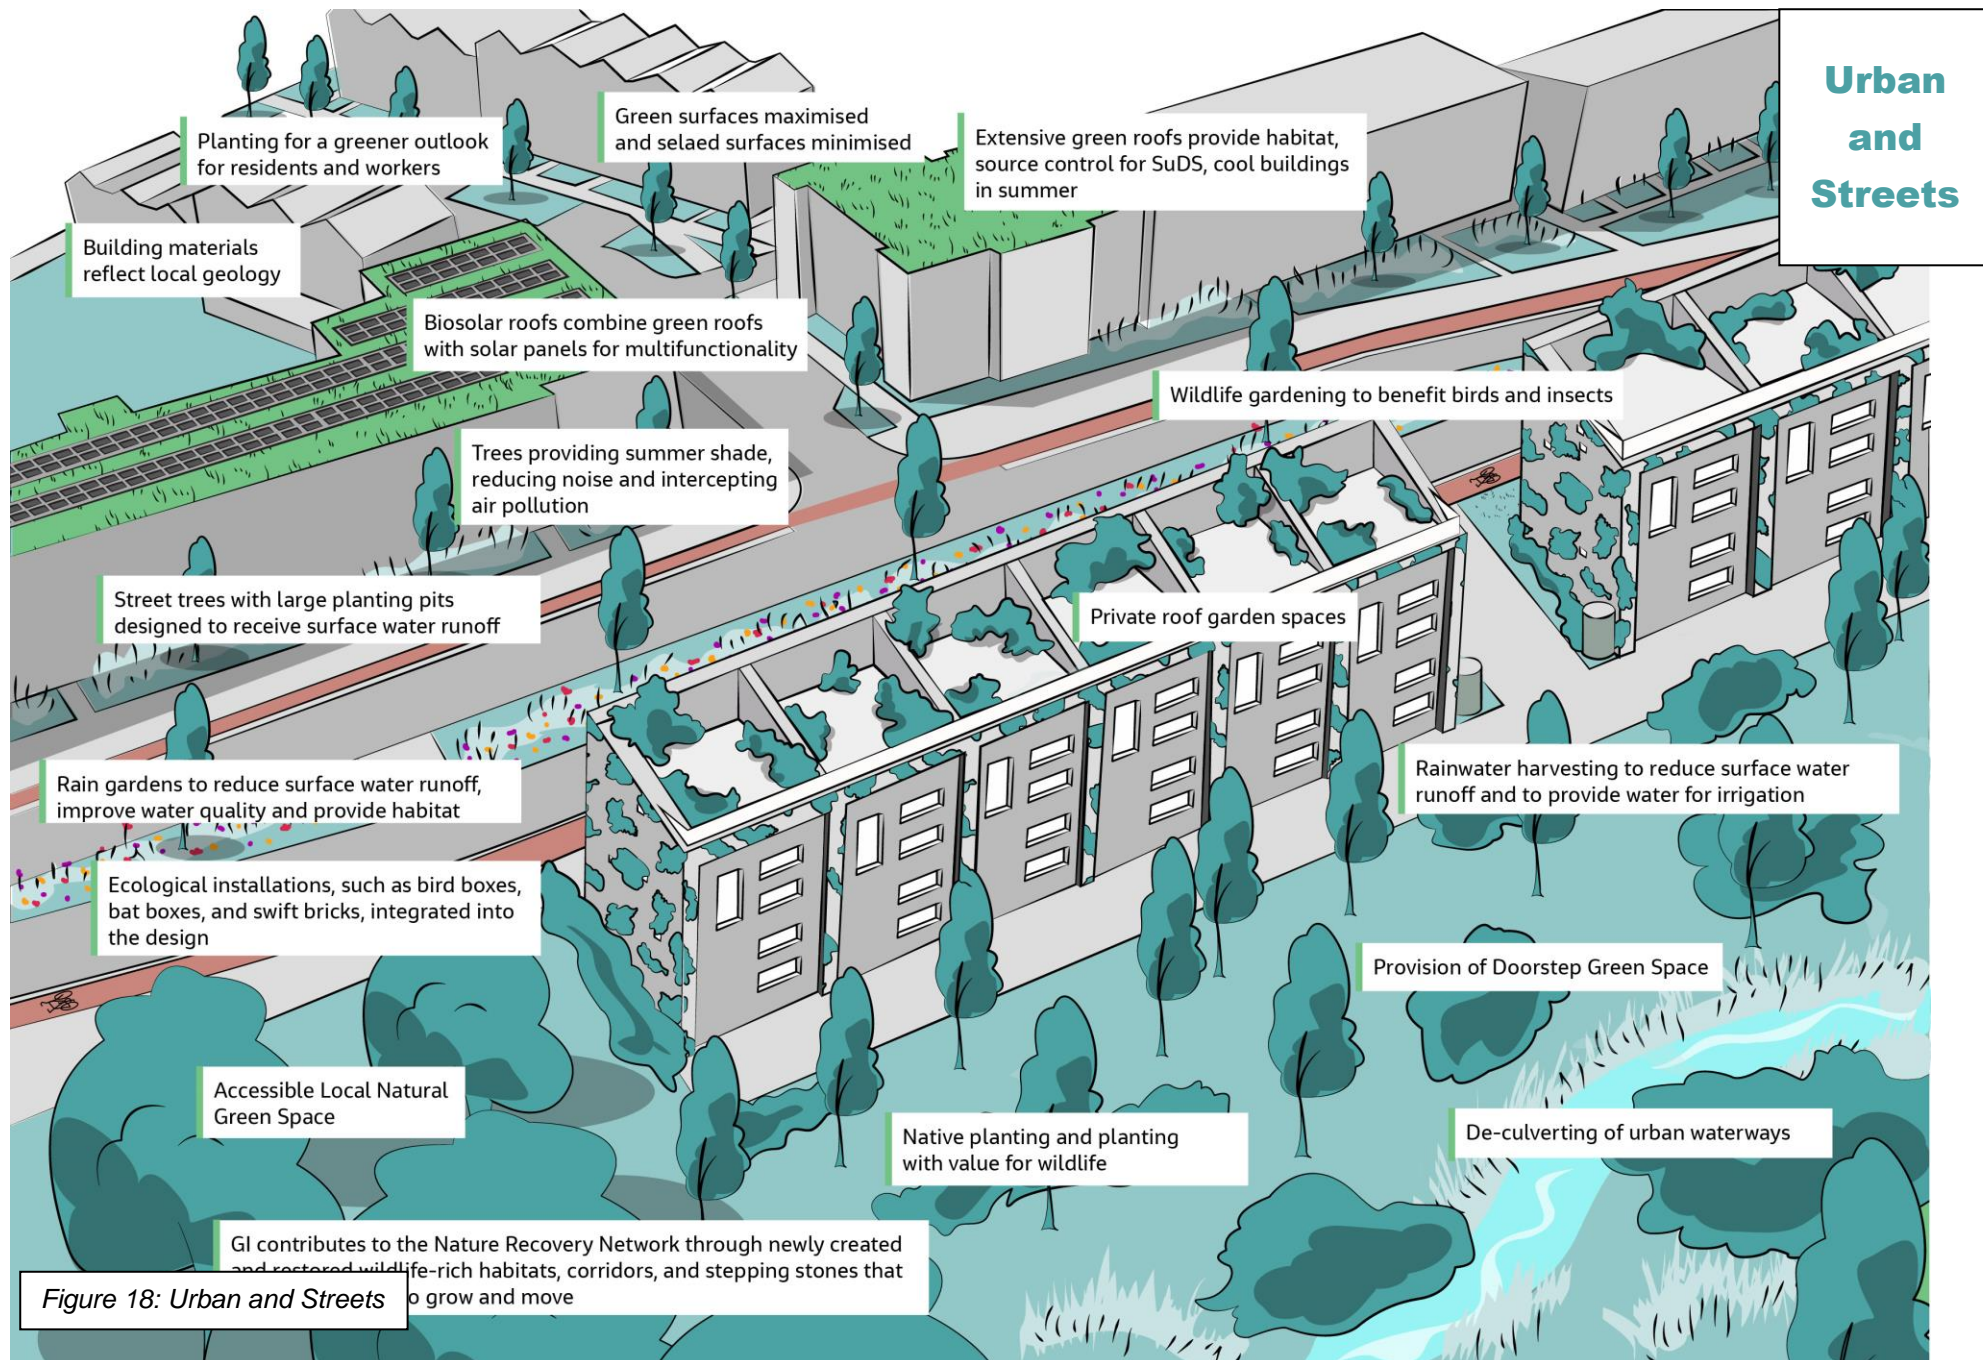 Urban
and
Streets
Planting for a greener outlook
for residents and workers
Green surfaces maximised
and selaed surfaces minimised
Extensive green roofs provide habitat,
source control for SuDS, cool buildings
in summer
Building materials
reflect local geology
Biosolar roofs combine green roofs
with solar panels for multifunctionality
Wildlife gardening to benefit birds and insects
Trees providing summer shade,
reducing noise and intercepting
air pollution
Street trees with large planting pits
designed to receive surface water runoff
Private roof garden spaces
Rain gardens to reduce surface water runoff,
improve water quality and provide habitat
Rainwater harvesting to reduce surface water
runoff and to provide water for irrigation
Ecological installations, such as bird boxes,
bat boxes, and swift bricks, integrated into
the design
Provision of Doorstep Green Space
Accessible Local Natural
Green Space
Native planting and planting
with value for wildlife
De-culverting of urban waterways
GI contributes to the Nature Recovery Network through newly created
and restored wildlife-rich habitats, corridors, and stepping stones that
grow and move
Figure 18: Urban and Streets